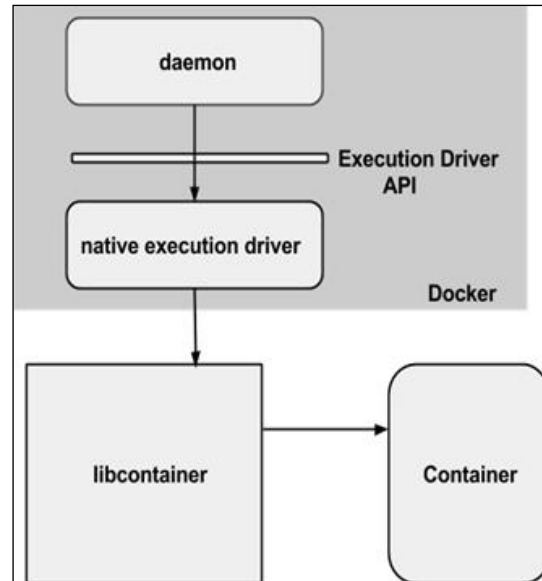 daemon
Execution Driver
API
native execution driver
Docker
libcontainer
Container